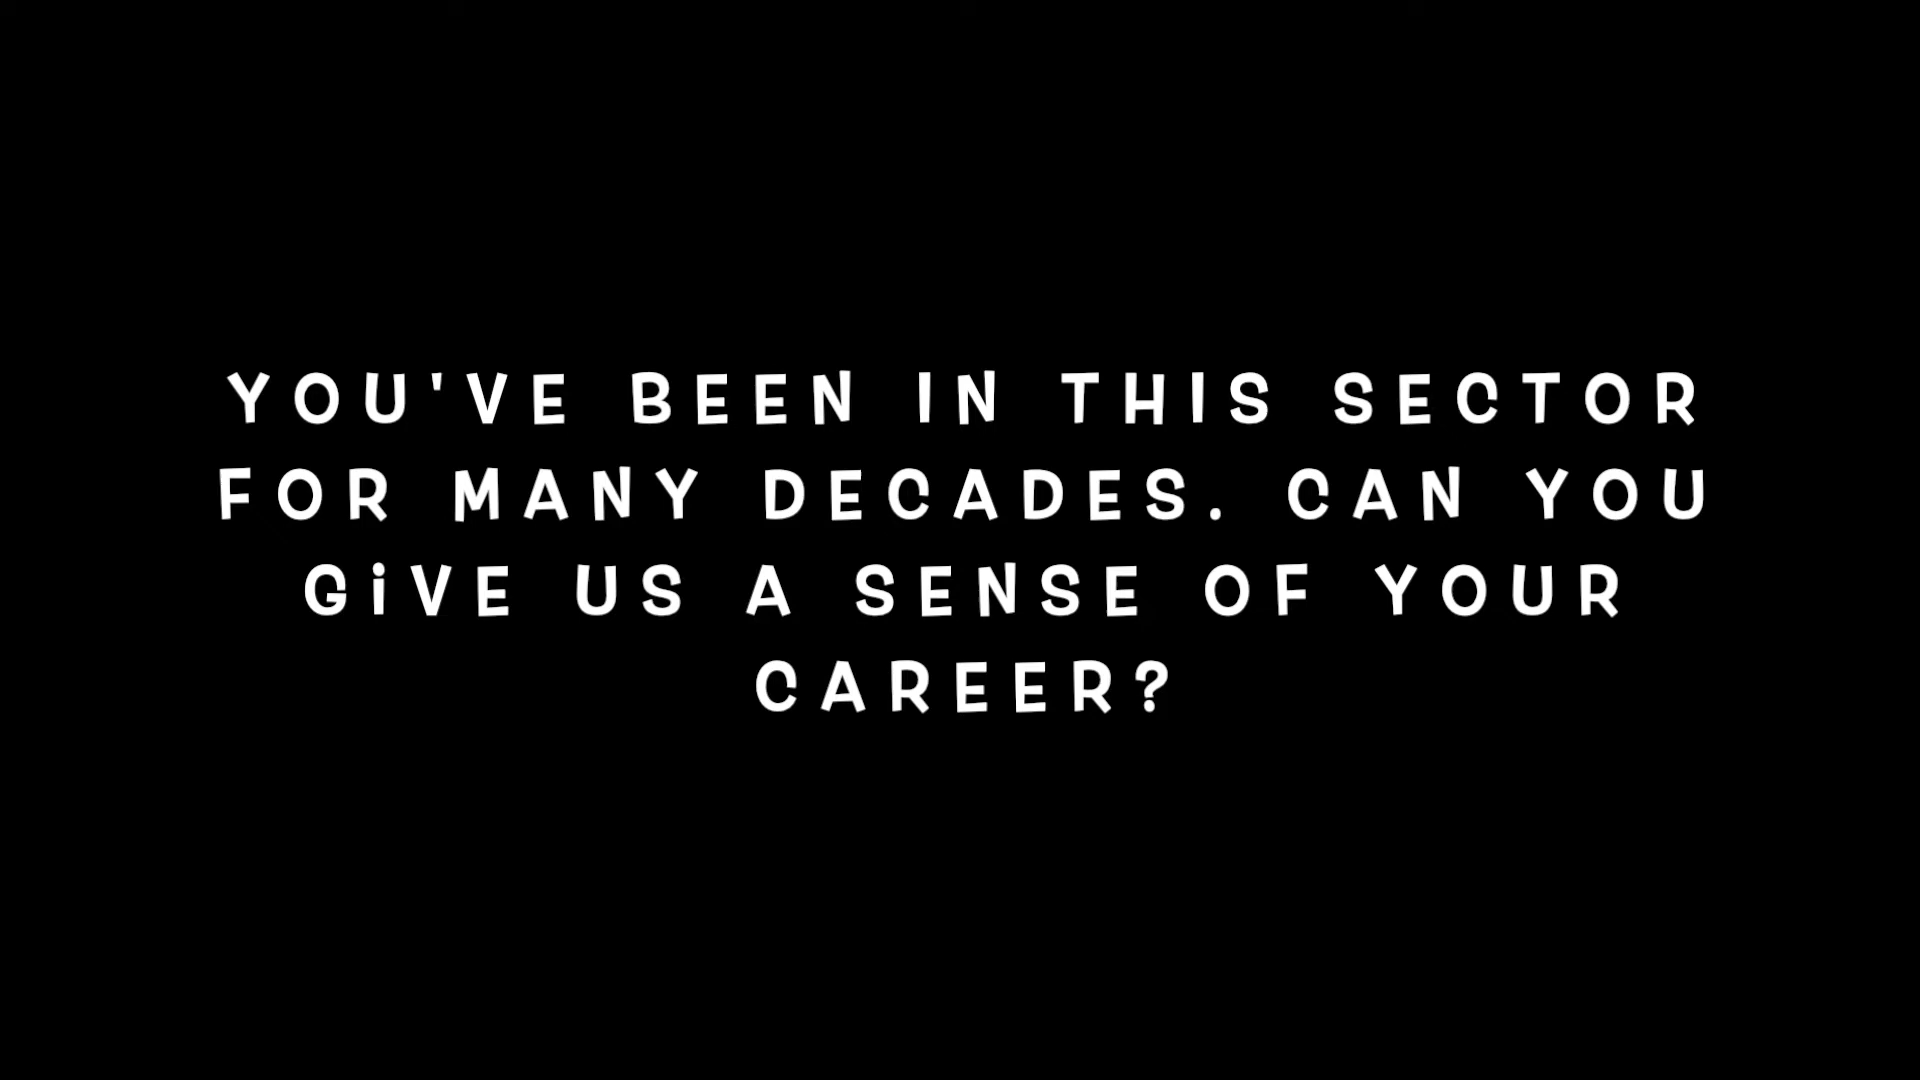 YOU'VE BEEN IN THIS SECTOR
FOR MANY DECADES. CAN YOU
GiVE US A SENSE OF YOUR
CAREER?